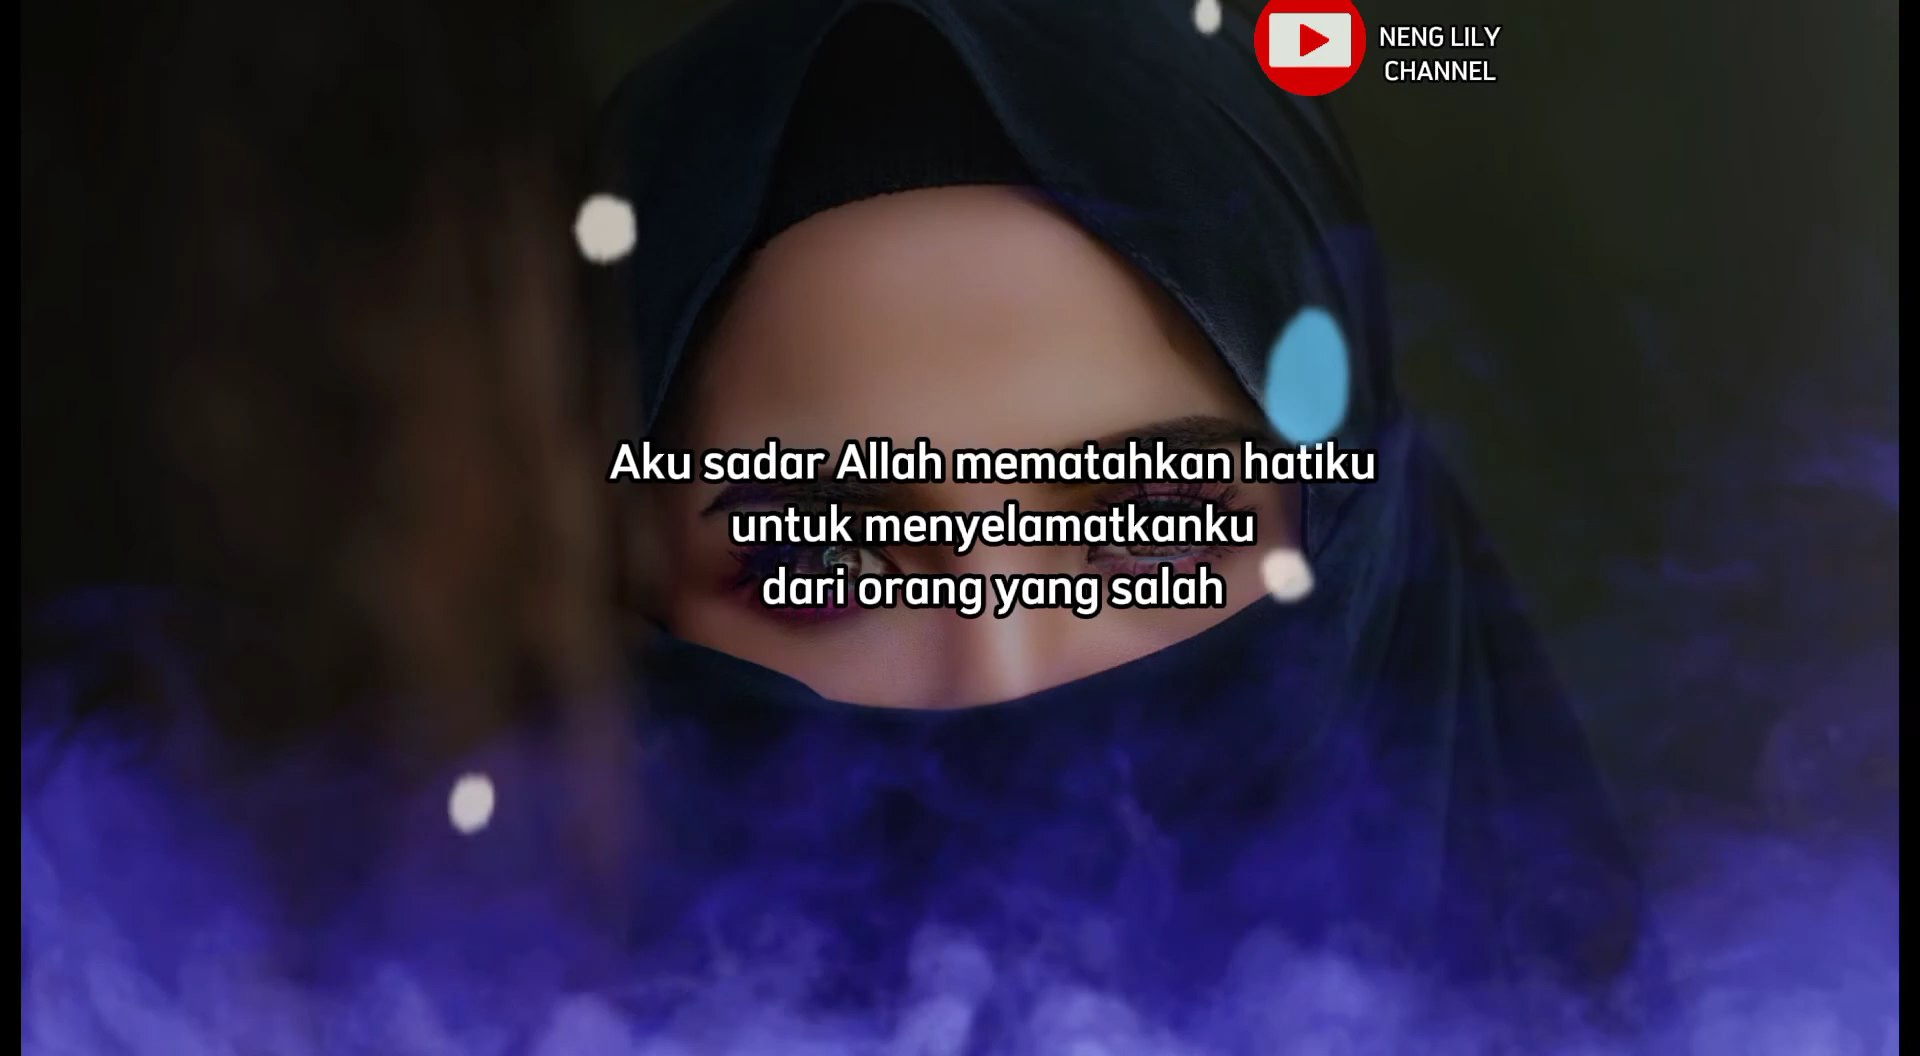 NENG LILY
CHANNEL
Aku sadar Allah mematahkan hatiku
untuk menyelamatkanku
dari orang yang salah